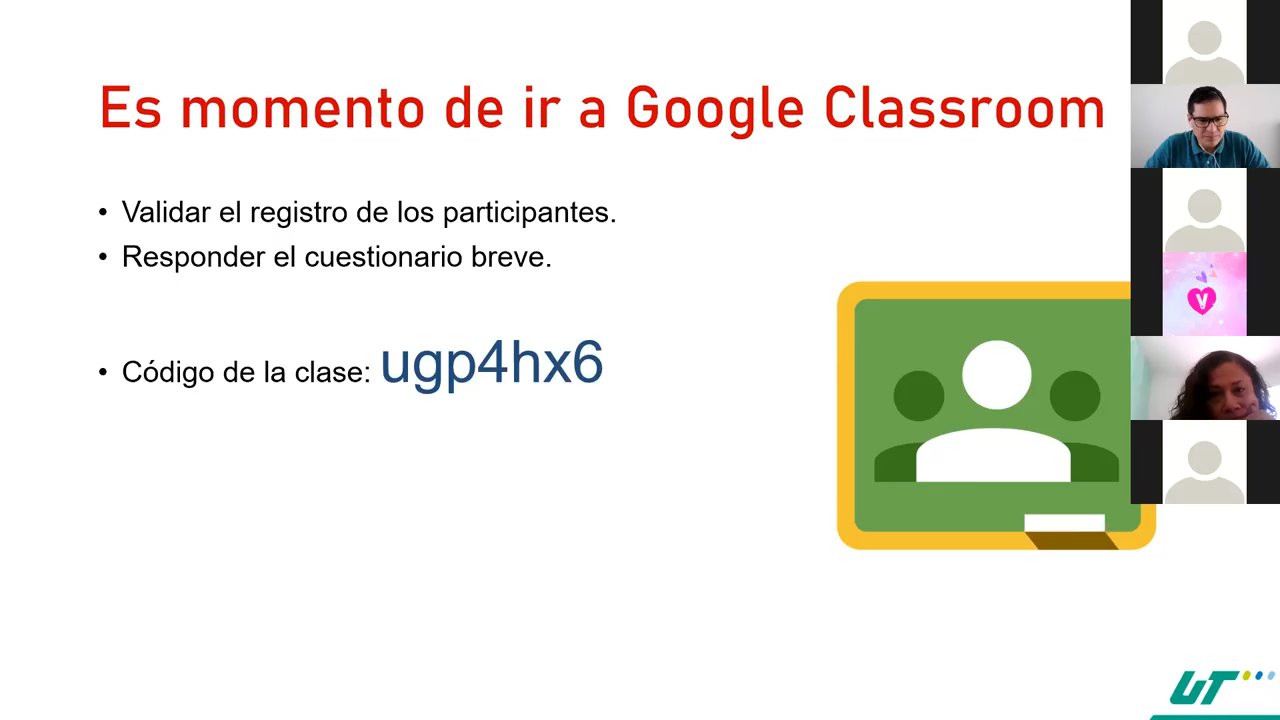 Es momento de ir a Google Classroom
• Validar el registro de los participantes.
• Responder el cuestionario breve.
• Código de la clase: ugp4hx6
V
UT